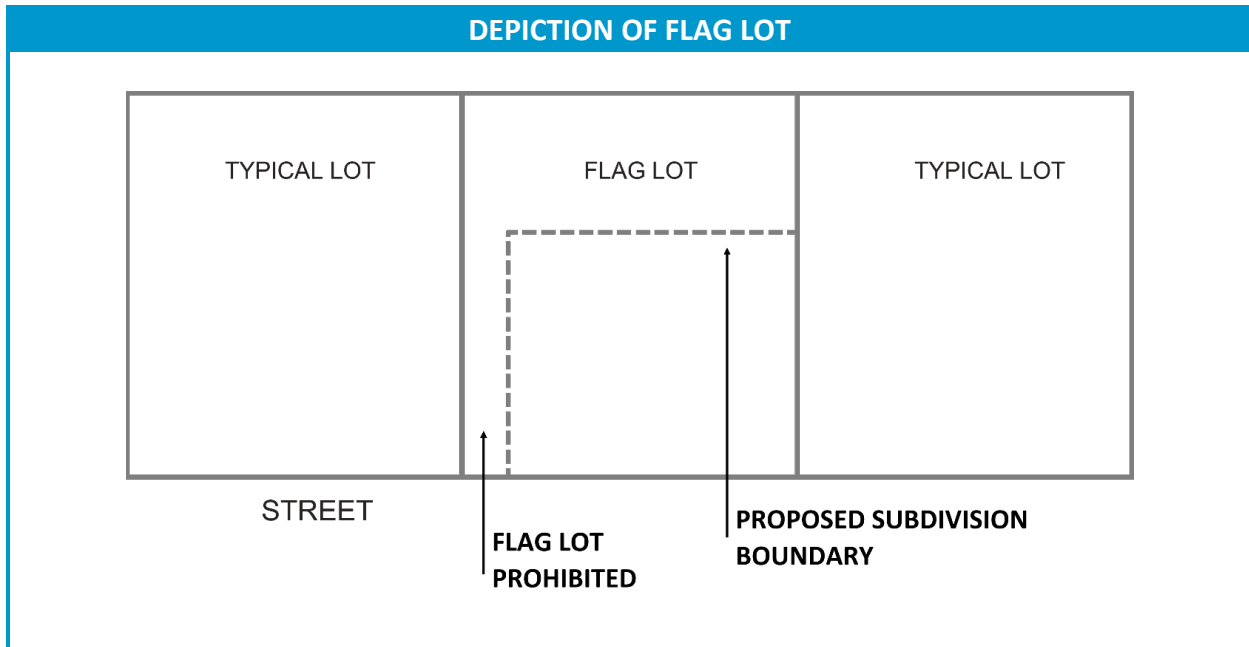 DEPICTION OF FLAG LOT
TYPICAL LOT
FLAG LOT
TYPICAL LOT
STREET
FLAG LOT
PROHIBITED
PROPOSED SUBDIVISION
BOUNDARY